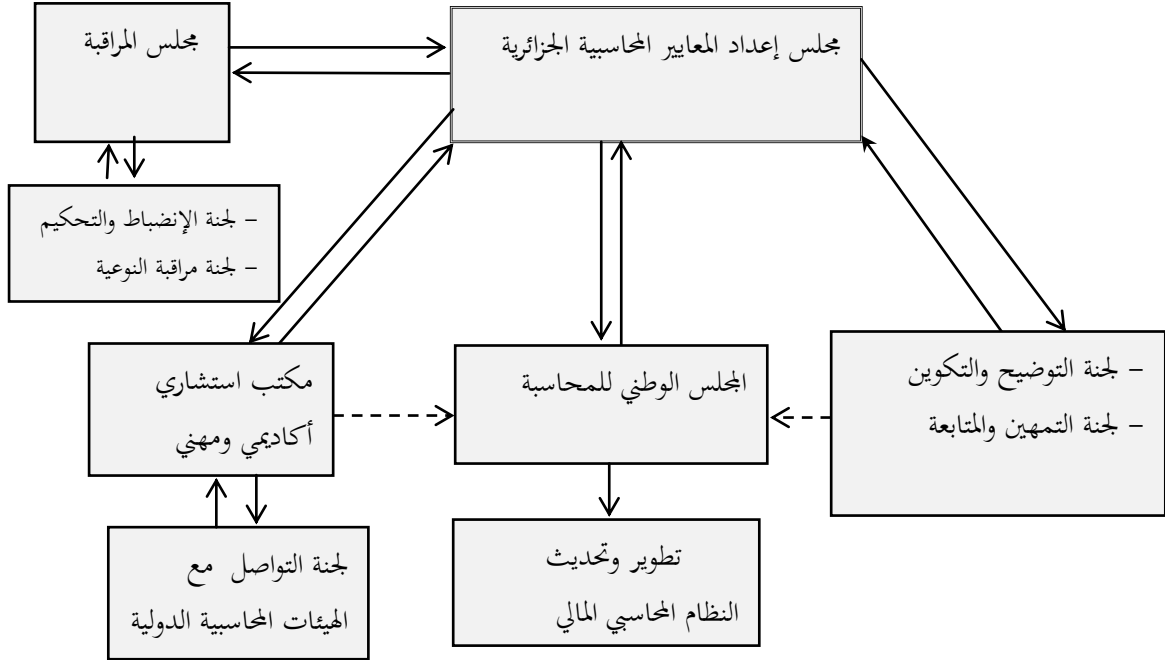 مجلس إعداد المعايير المحاسبية الجزائرية
مجلس المراقبة
– لجنة الإنضباط والتحكيم
– لجنة مراقبة النوعية
– لجنة التوضيح والتكوين
– لجنة التمهين والمتابعة
المجلس الوطني للمحاسبة
مكتب استشاري
أكاديمي ومهني
تطوير وتحديث
النظام المحاسبي المالي
لجنة التواصل مع
الهيئات المحاسبية الدولية